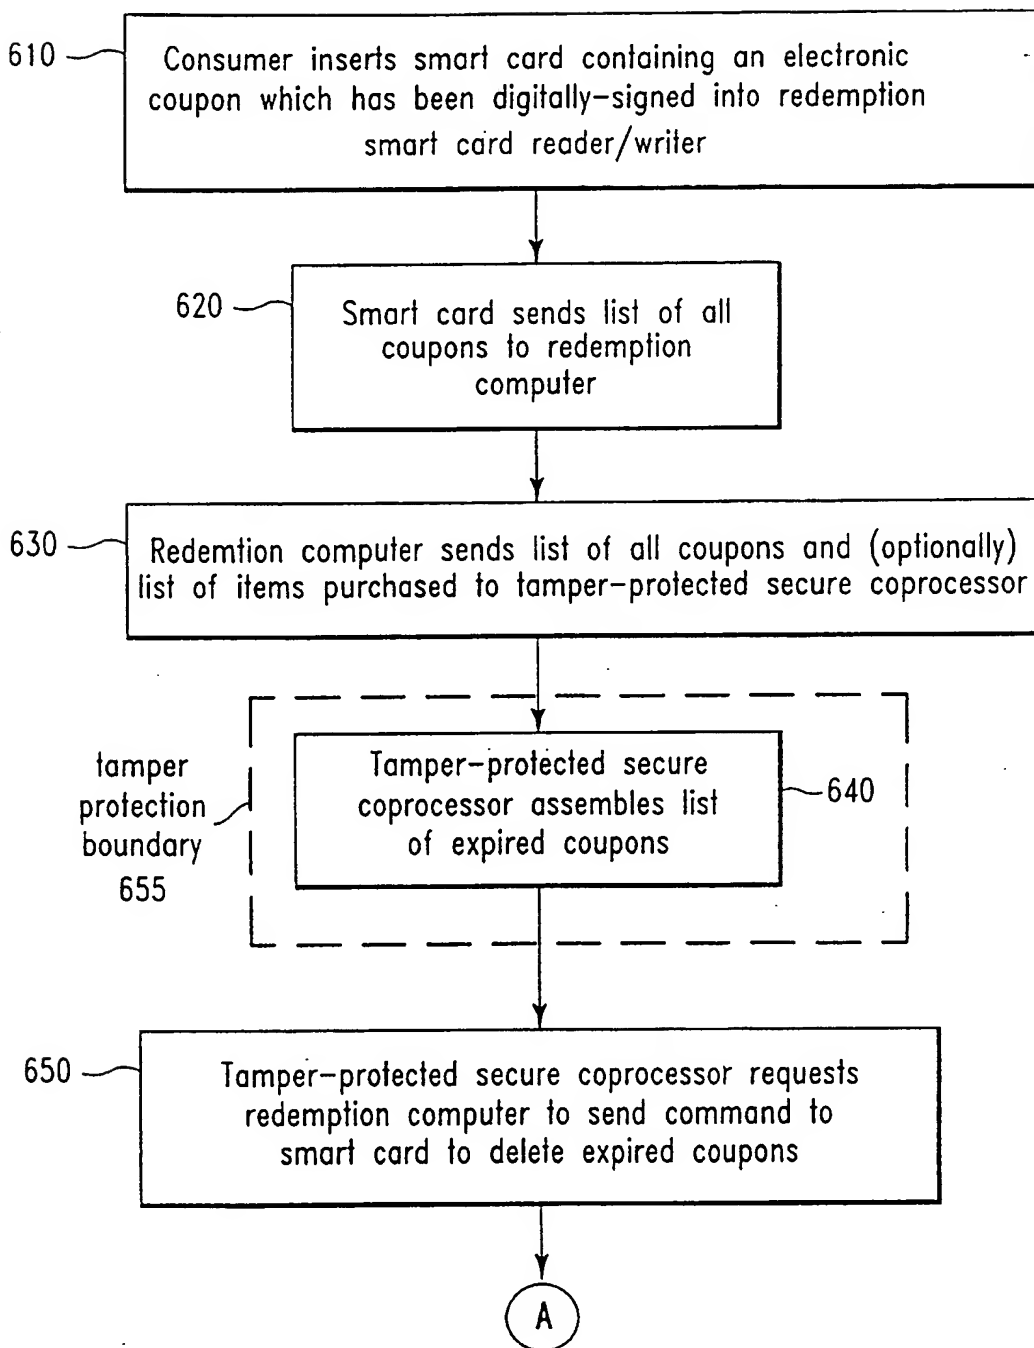 610
Consumer inserts smart card containing an electronic
coupon which has been digitally-signed into redemption
smart card reader/writer
620
Smart card sends list of all
coupons to redemption
computer
630
Redemtion computer sends list of all coupons and (optionally)
list of items purchased to tamper-protected secure coprocessor
tamper
protection
boundary
655
Tamper-protected secure
coprocessor assembles list
of expired coupons
640
650
Tamper-protected secure coprocessor requests
redemption computer to send command to
smart card to delete expired coupons
A